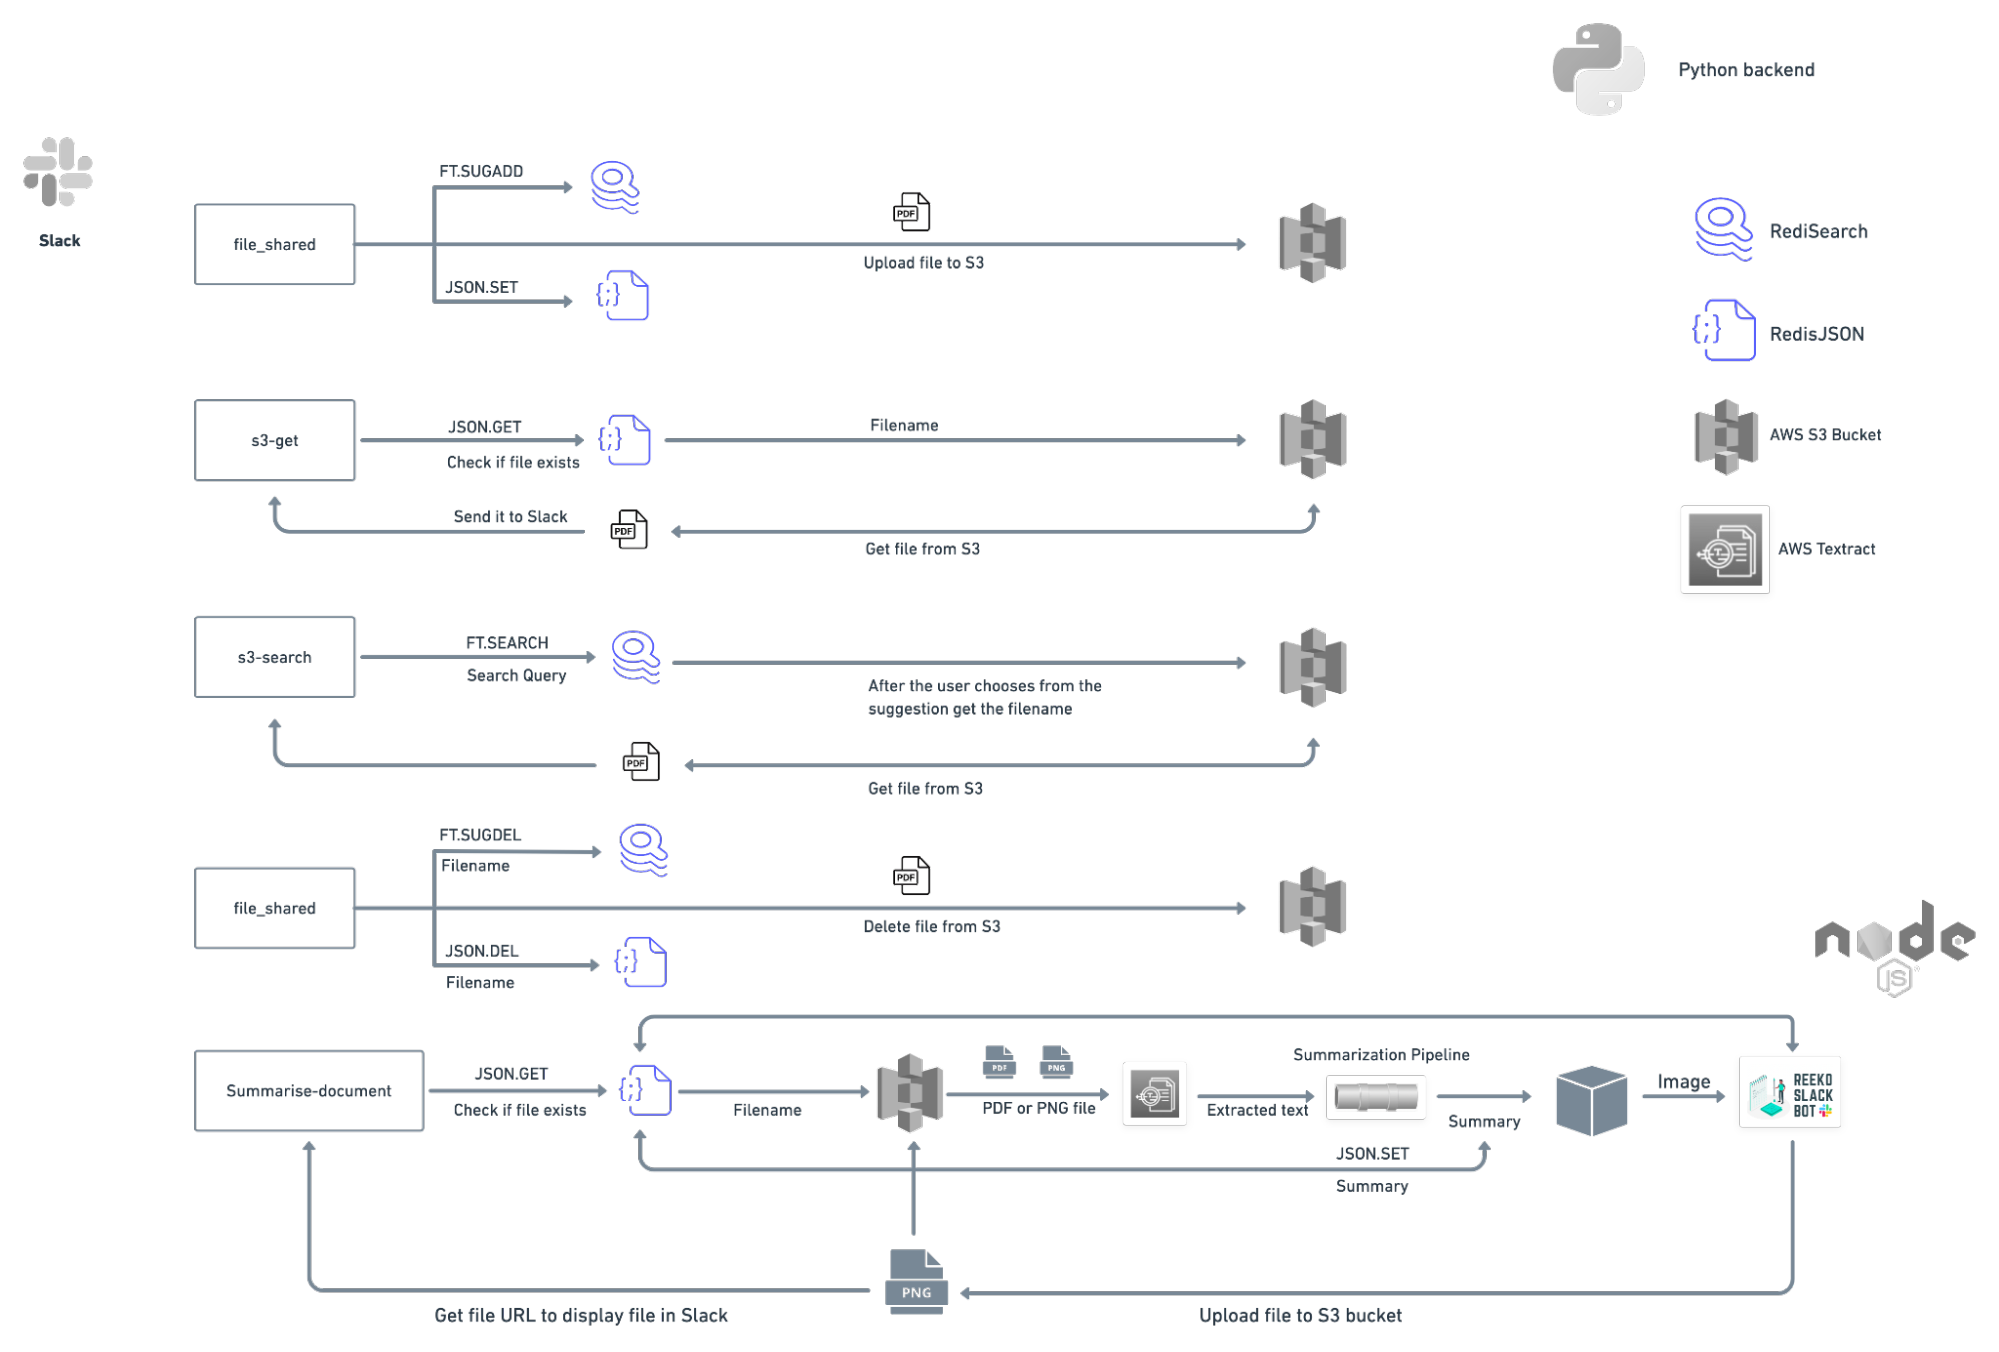 Python backend
Slack
FT.SUGADD
file_shared
PDF
Upload file to S3
JSON.SET
RediSearch
RedisJSON
s3-get
JSON.GET
Check if file exists
Filename
AWS S3 Bucket
Send it to Slack
PDF
Get file from S3
AWS Textract
s3-search
FT.SEARCH
Search Query
After the user chooses from the
suggestion get the filename
PDF
Get file from S3
FT.SUGDEL
Filename
file_shared
PDF
Delete file from S3
JSON.DEL
Filename
node
JS
Summarise-document
JSON.GET
Check if file exists
Filename
PDF
PNG
PDF or PNG file
Extracted text
Summarization Pipeline
Summary
Image
REEKO
SLACK
BOT
JSON.SET
Summary
PNG
Get file URL to display file in Slack
Upload file to S3 bucket